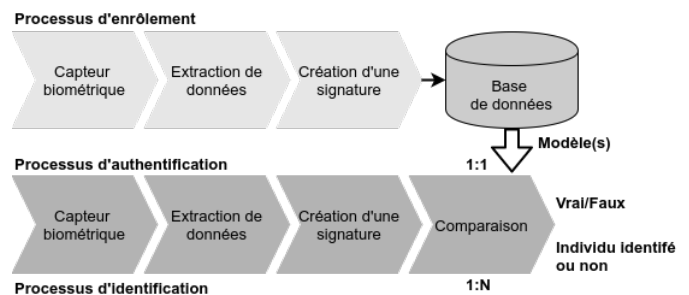 Processus d'enrôlement
Capteur
biométrique
Extraction de
données
Création d'une
signature
Base
de données
Modèle(s)
Processus d'authentification
1:1
Capteur
biométrique
Extraction de
données
Création d'une
signature
Comparaison
Vrai/Faux
Individu identifé
ou non
Processus d'identification
1:N